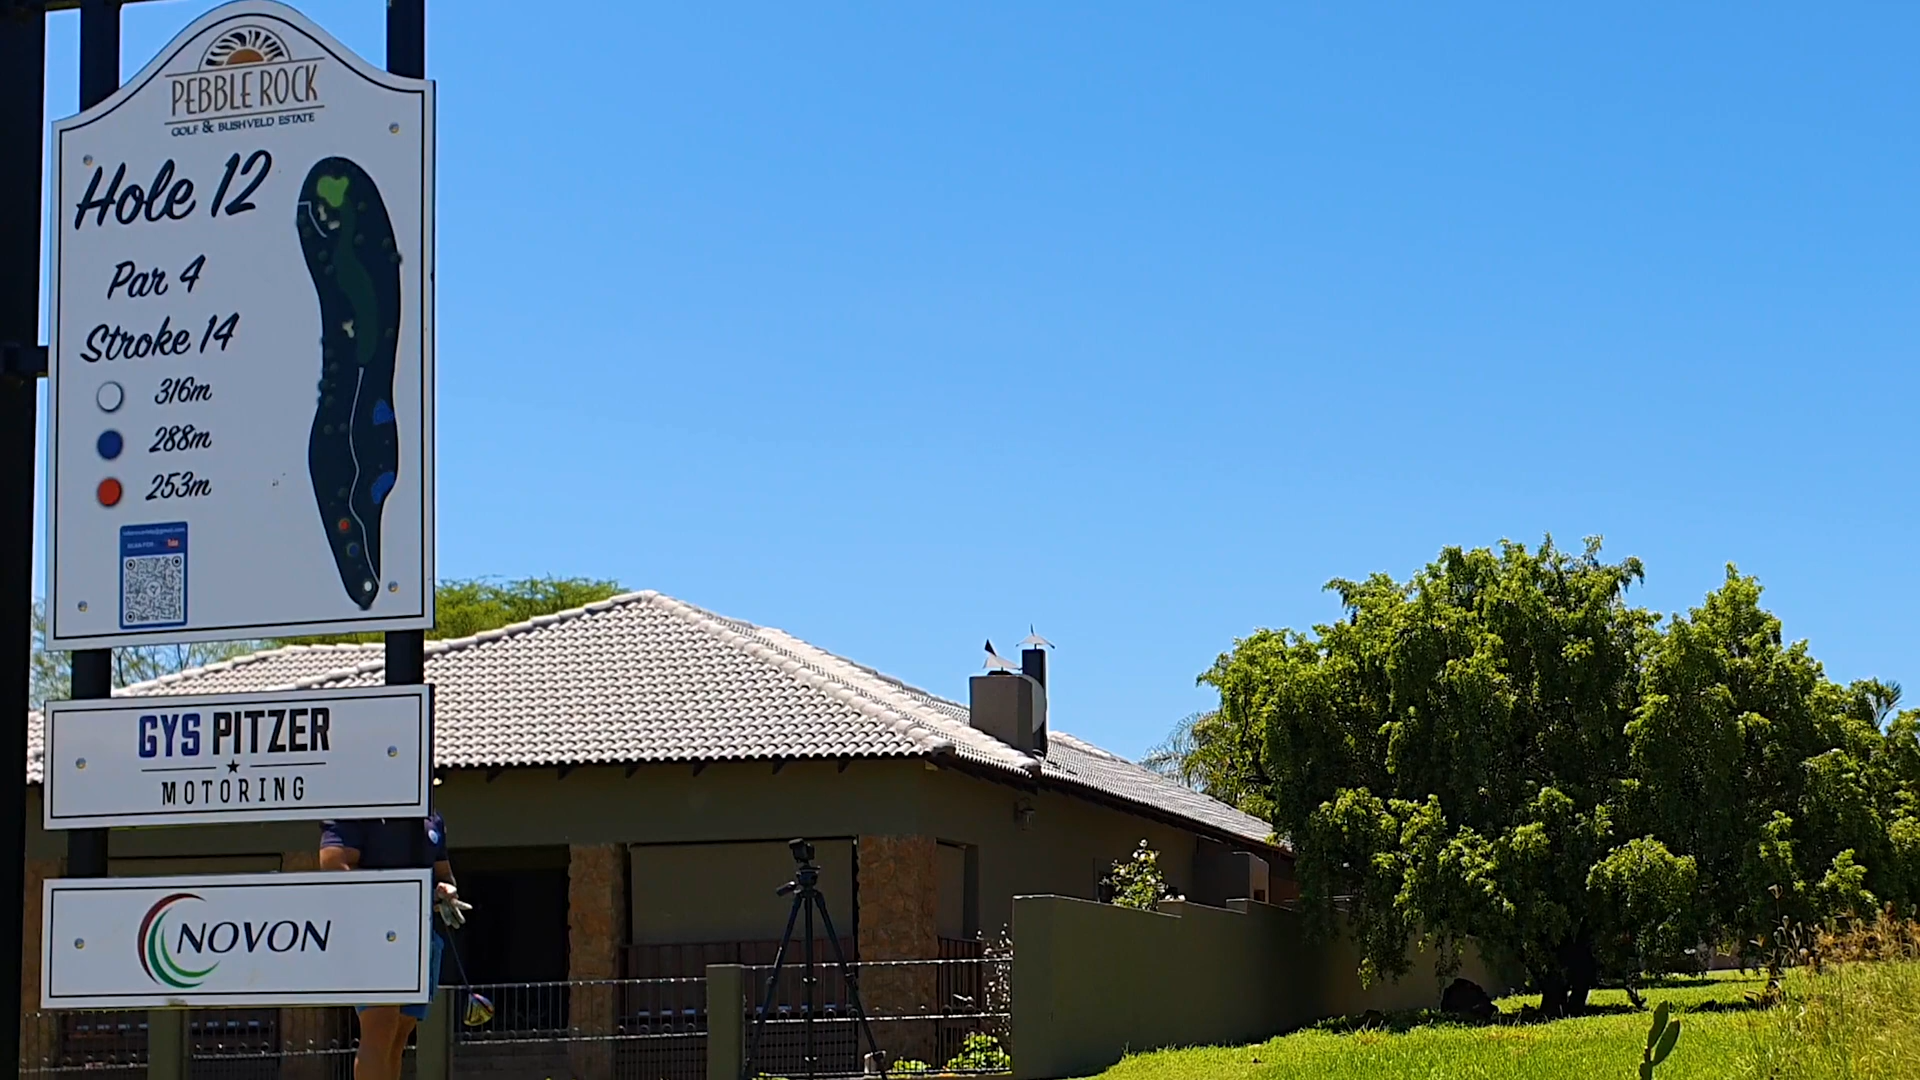 PEBBLE ROCK
GOLF & BUSHVELD ESTATE
Hole 12
Par 4
Stroke 14
316m
288m
253m
GYS PITZER
MOTORING
NOVON